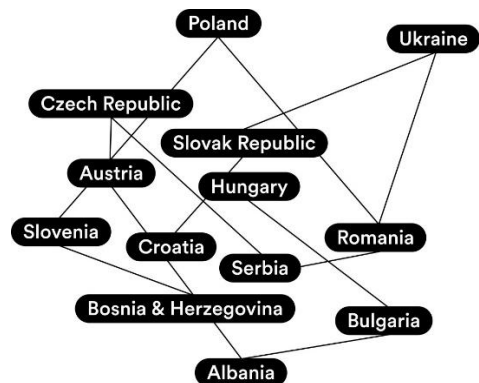 Poland
Ukraine
Czech Republic
Slovak Republic
Austria
Hungary
Slovenia
Croatia
Romania
Serbia
Bosnia & Herzegovina
Bulgaria
Albania